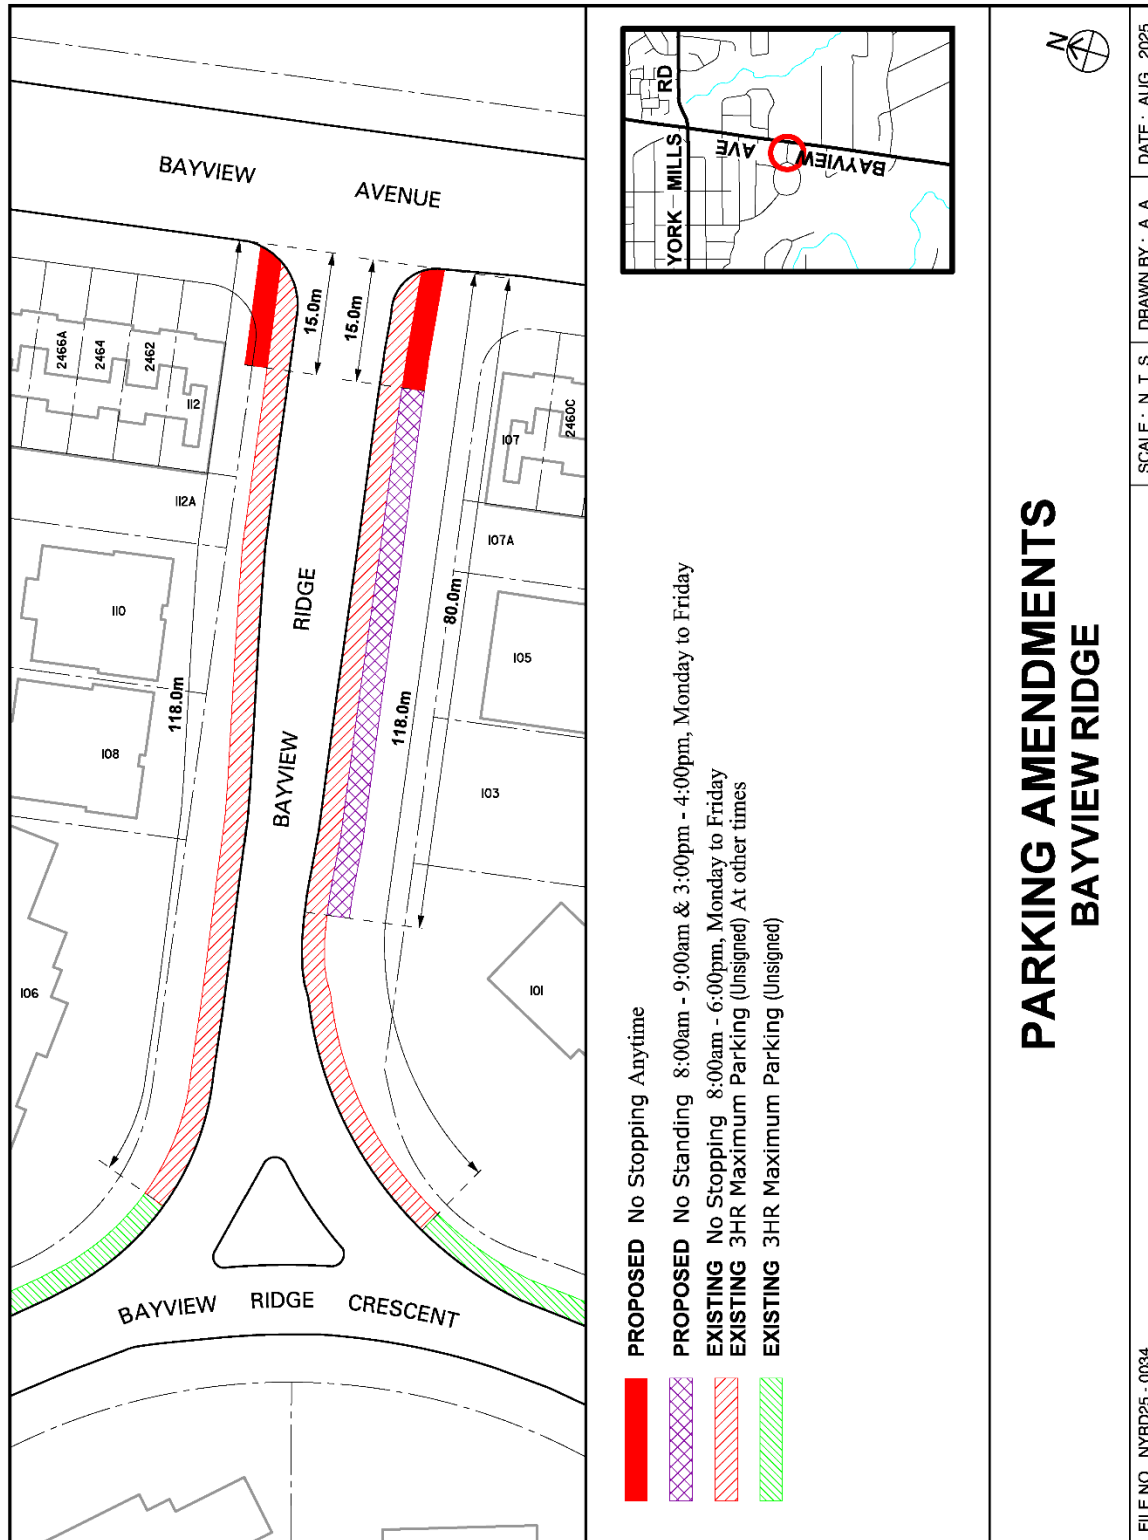 BAYVIEW AVENUE
15.0m
15.0m
2466A
2464
2462
112
107
2460C
112A
107A
110
RIDGE
80.0m
105
118.0m
118.0m
108
BAYVIEW
103
106
101
BAYVIEW RIDGE CRESCENT
YORK MILLS RD
BAYVIEW AVE
PROPOSED No Stopping Anytime
PROPOSED No Standing 8:00am - 9:00am & 3:00pm - 4:00pm, Monday to Friday
EXISTING No Stopping 8:00am - 6:00pm, Monday to Friday
EXISTING 3HR Maximum Parking (Unsigned) At other times
EXISTING 3HR Maximum Parking (Unsigned)
N
PARKING AMENDMENTS
BAYVIEW RIDGE
FILE NO. NYBD25 - 0034
SCALE: N. T. S.
DRAWN BY: A. A.
DATE: AUG. 2025